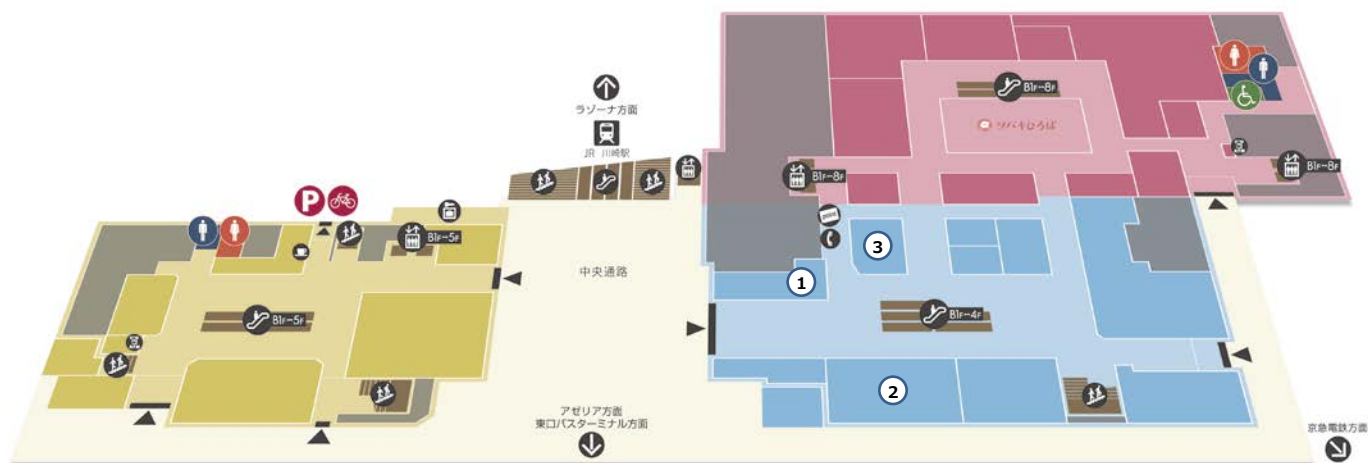 B1F-8F
ツバキひろば
ラゾーナ方面
JR 川崎駅
B1F-8F
B1F-8F
P
B1F-5F
中央通路
1
3
B1F-5F
B1F-4F
2
アゼリア方面
東口バスターミナル方面
京急電鉄方面